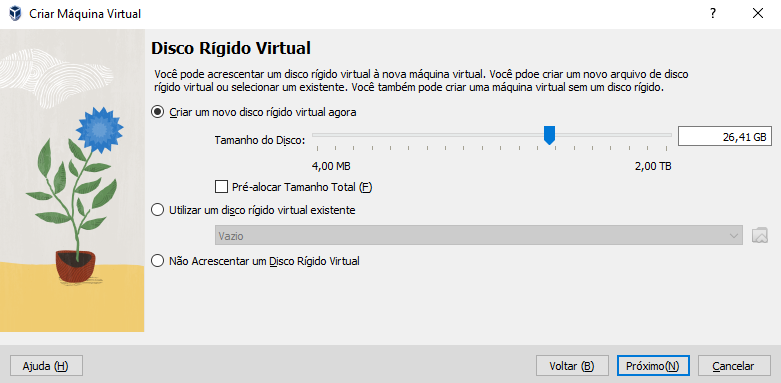 Criar Máquina Virtual
Disco Rígido Virtual
Você pode acrescentar um disco rígido virtual à nova máquina virtual. Você pdoe criar um novo arquivo de disco
rígido virtual ou selecionar um existente. Você também pode criar uma máquina virtual sem um disco rígido.
Criar um novo disco rígido virtual agora
Tamanho do Disco:
26,41 GB
4,00 MB
2,00 TB
Pré-alocar Tamanho Total (F)
Utilizar um disco rígido virtual existente
Vazio
Não Acrescentar um Disco Rígido Virtual
Ajuda (H)
Voltar (B)
Próximo(N)
Cancelar